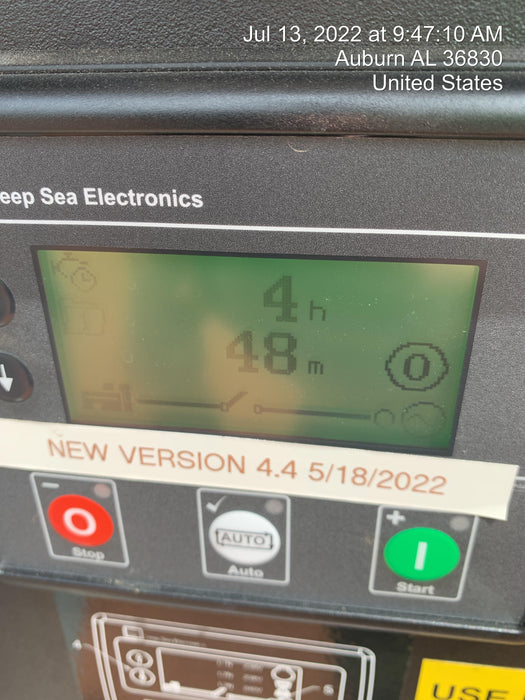 Jul 13, 2022 at 9:47:10 AM
Auburn AL 36830
United States
eep Sea Electronics
4 h
48 m
0
NEW VERSION 4.4 5/18/2022
Stop
AUTO
Auto
Start
USE